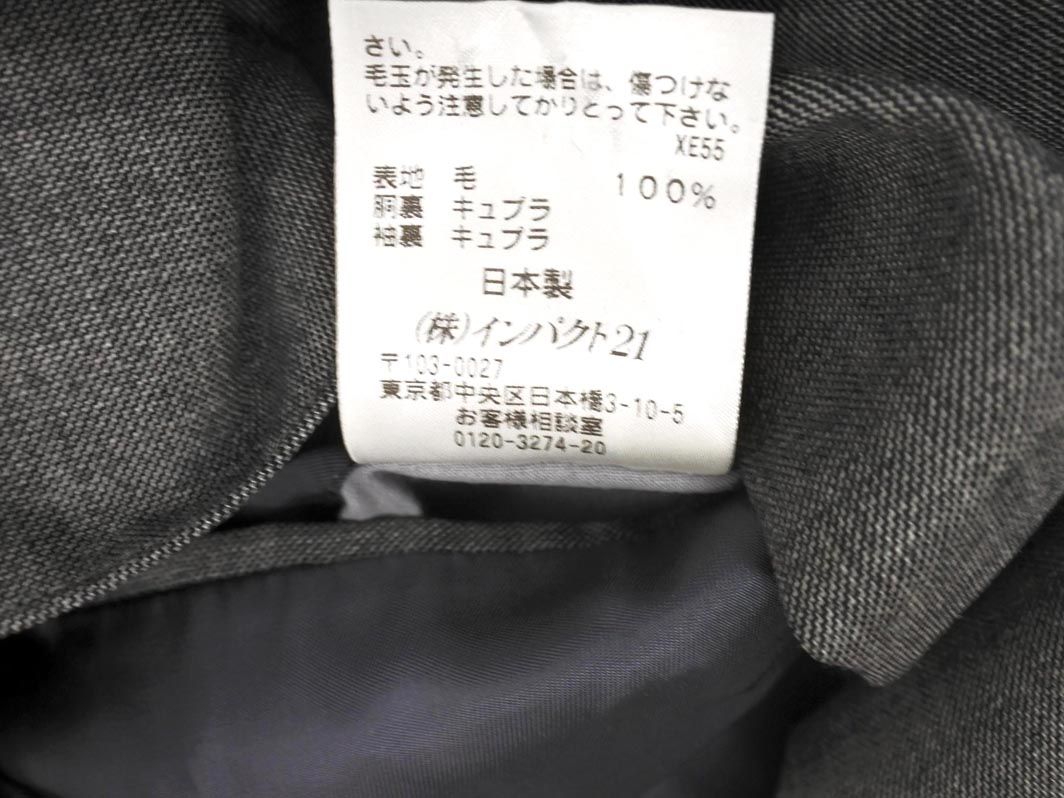 さい。
毛玉が発生した場合は、傷つけな
いよう注意してかりとって下さい。
XE55
表地 毛 100%
胴裏 キュプラ
袖裏 キュプラ
日本製
(株)インパクト21
〒103-0027
東京都中央区日本橋3-10-5
お客様相談室
0120-3274-20